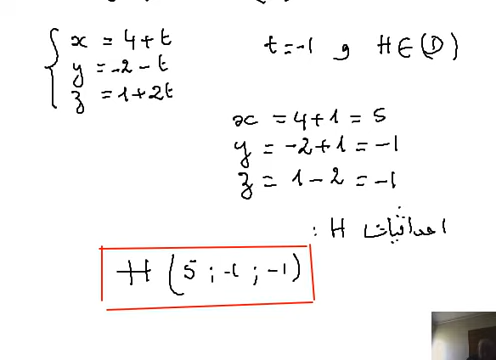 x = 4 + t
y = -2 - t
z = 1 + 2t
t = -1 و H ∈ (D)
x = 4 + 1 = 5
y = -2 + 1 = -1
z = 1 - 2 = -1
احداثيات H :
H (5 ; -1 ; -1)